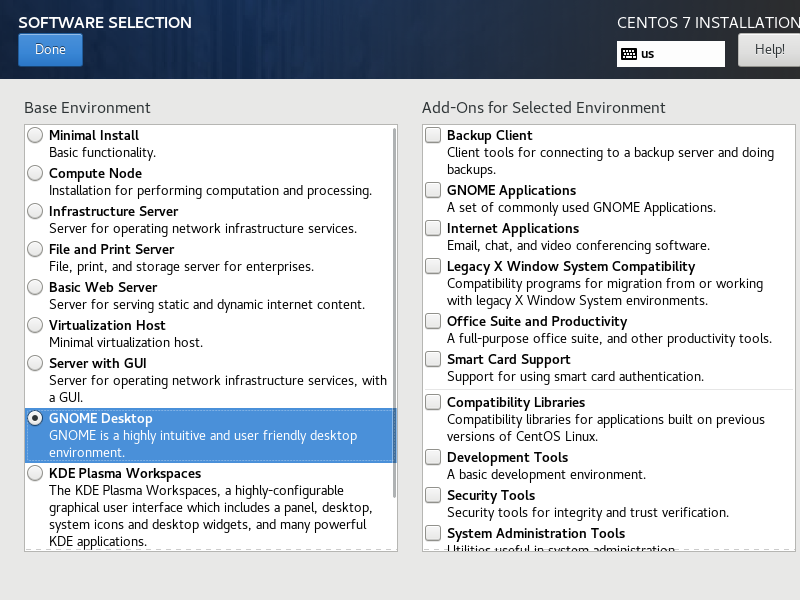 SOFTWARE SELECTION
CENTOS 7 INSTALLATION
Done
us
Help!
Base Environment
Minimal Install
Basic functionality.
Compute Node
Installation for performing computation and processing.
Infrastructure Server
Server for operating network infrastructure services.
File and Print Server
File, print, and storage server for enterprises.
Basic Web Server
Server for serving static and dynamic internet content.
Virtualization Host
Minimal virtualization host.
Server with GUI
Server for operating network infrastructure services, with
a GUI.
GNOME Desktop
GNOME is a highly intuitive and user friendly desktop
environment.
KDE Plasma Workspaces
The KDE Plasma Workspaces, a highly-configurable
graphical user interface which includes a panel, desktop,
system icons and desktop widgets, and many powerful
KDE applications.
Add-Ons for Selected Environment
Backup Client
Client tools for connecting to a backup server and doing
backups.
GNOME Applications
A set of commonly used GNOME Applications.
Internet Applications
Email, chat, and video conferencing software.
Legacy X Window System Compatibility
Compatibility programs for migration from or working
with legacy X Window System environments.
Office Suite and Productivity
A full-purpose office suite, and other productivity tools.
Smart Card Support
Support for using smart card authentication.
Compatibility Libraries
Compatibility libraries for applications built on previous
versions of CentOS Linux.
Development Tools
A basic development environment.
Security Tools
Security tools for integrity and trust verification.
System Administration Tools
Utilities useful in system administration.